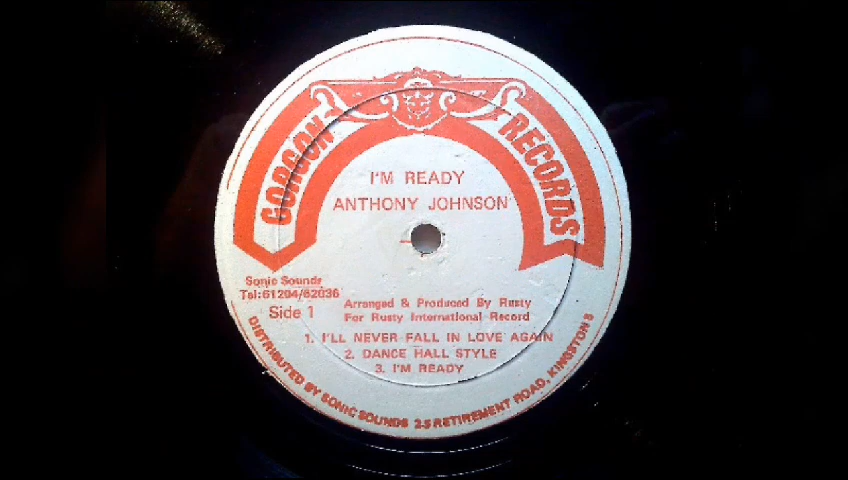 GORGON RECORDS
I'M READY
ANTHONY JOHNSON
Sonic Sounds
Tel:61204/62036
Side 1
Arranged & Produced By Rusty
For Rusty International Record
1. I'LL NEVER FALL IN LOVE AGAIN
2. DANCE HALL STYLE
3. I'M READY
DISTRIBUTED BY SONIC SOUNDS 25 RETIREMENT ROAD, KINGSTON 5